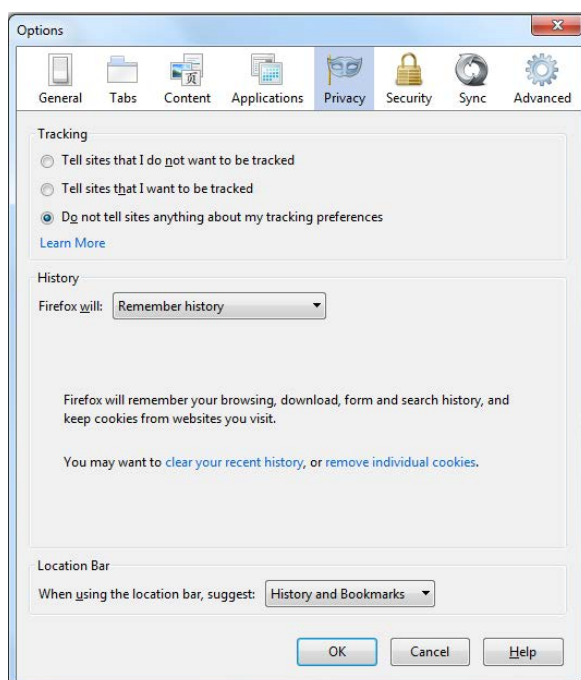 Options
General Tabs Content Applications Privacy Security Sync Advanced
Tracking
Tell sites that I do not want to be tracked
Tell sites that I want to be tracked
Do not tell sites anything about my tracking preferences
Learn More
History
Firefox will: Remember history
Firefox will remember your browsing, download, form and search history, and
keep cookies from websites you visit.
You may want to clear your recent history, or remove individual cookies.
Location Bar
When using the location bar, suggest: History and Bookmarks
OK Cancel Help